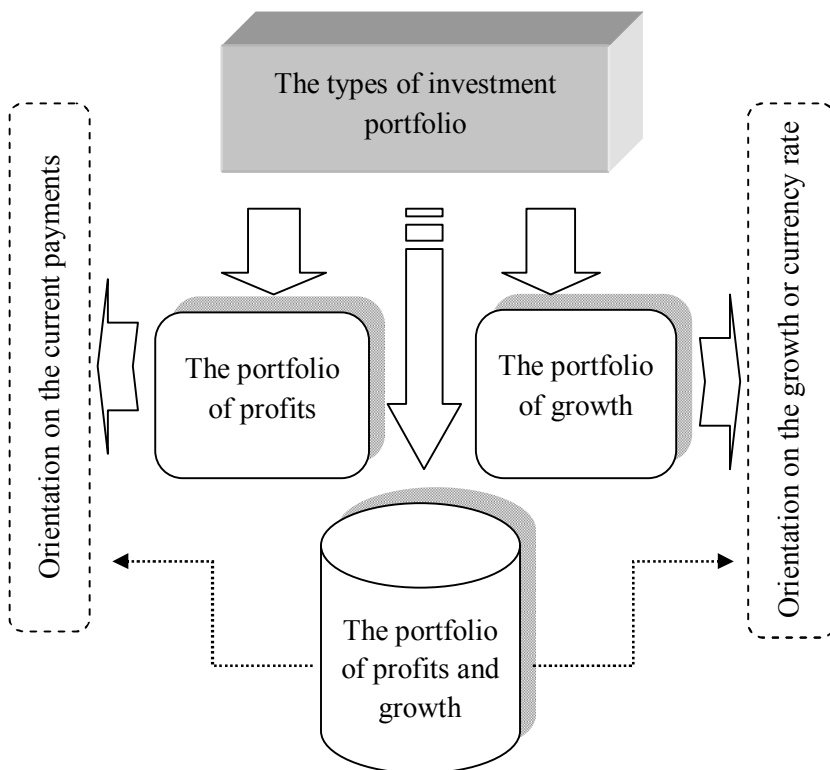 The types of investment
portfolio
Orientation on the current payments
The portfolio
of profits
The portfolio
of growth
Orientation on the growth or currency rate
The portfolio
of profits and
growth